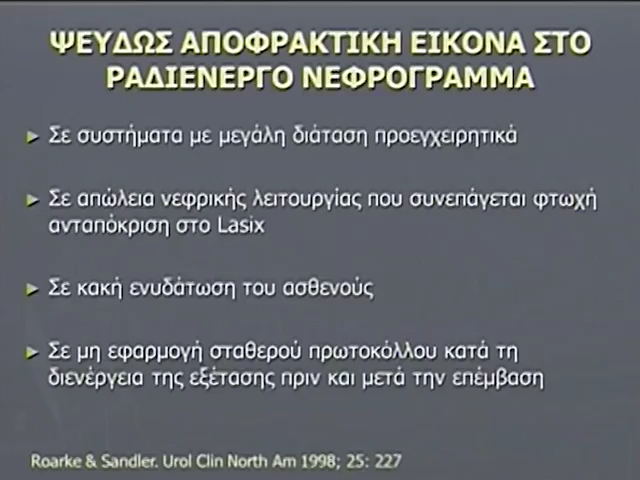 ΨΕΥΔΩΣ ΑΠΟΦΡΑΚΤΙΚΗ ΕΙΚΟΝΑ ΣΤΟ
ΡΑΔΙΕΝΕΡΓΟ ΝΕΦΡΟΓΡΑΜΜΑ
Σε συστήματα με μεγάλη διάταση προεγχειρητικά
Σε απώλεια νεφρικής λειτουργίας που συνεπάγεται φτωχή
ανταπόκριση στο Lasix
Σε κακή ενυδάτωση του ασθενούς
Σε μη εφαρμογή σταθερού πρωτοκόλλου κατά τη
διενέργεια της εξέτασης πριν και μετά την επέμβαση
Roarke & Sandler. Urol Clin North Am 1998; 25: 227